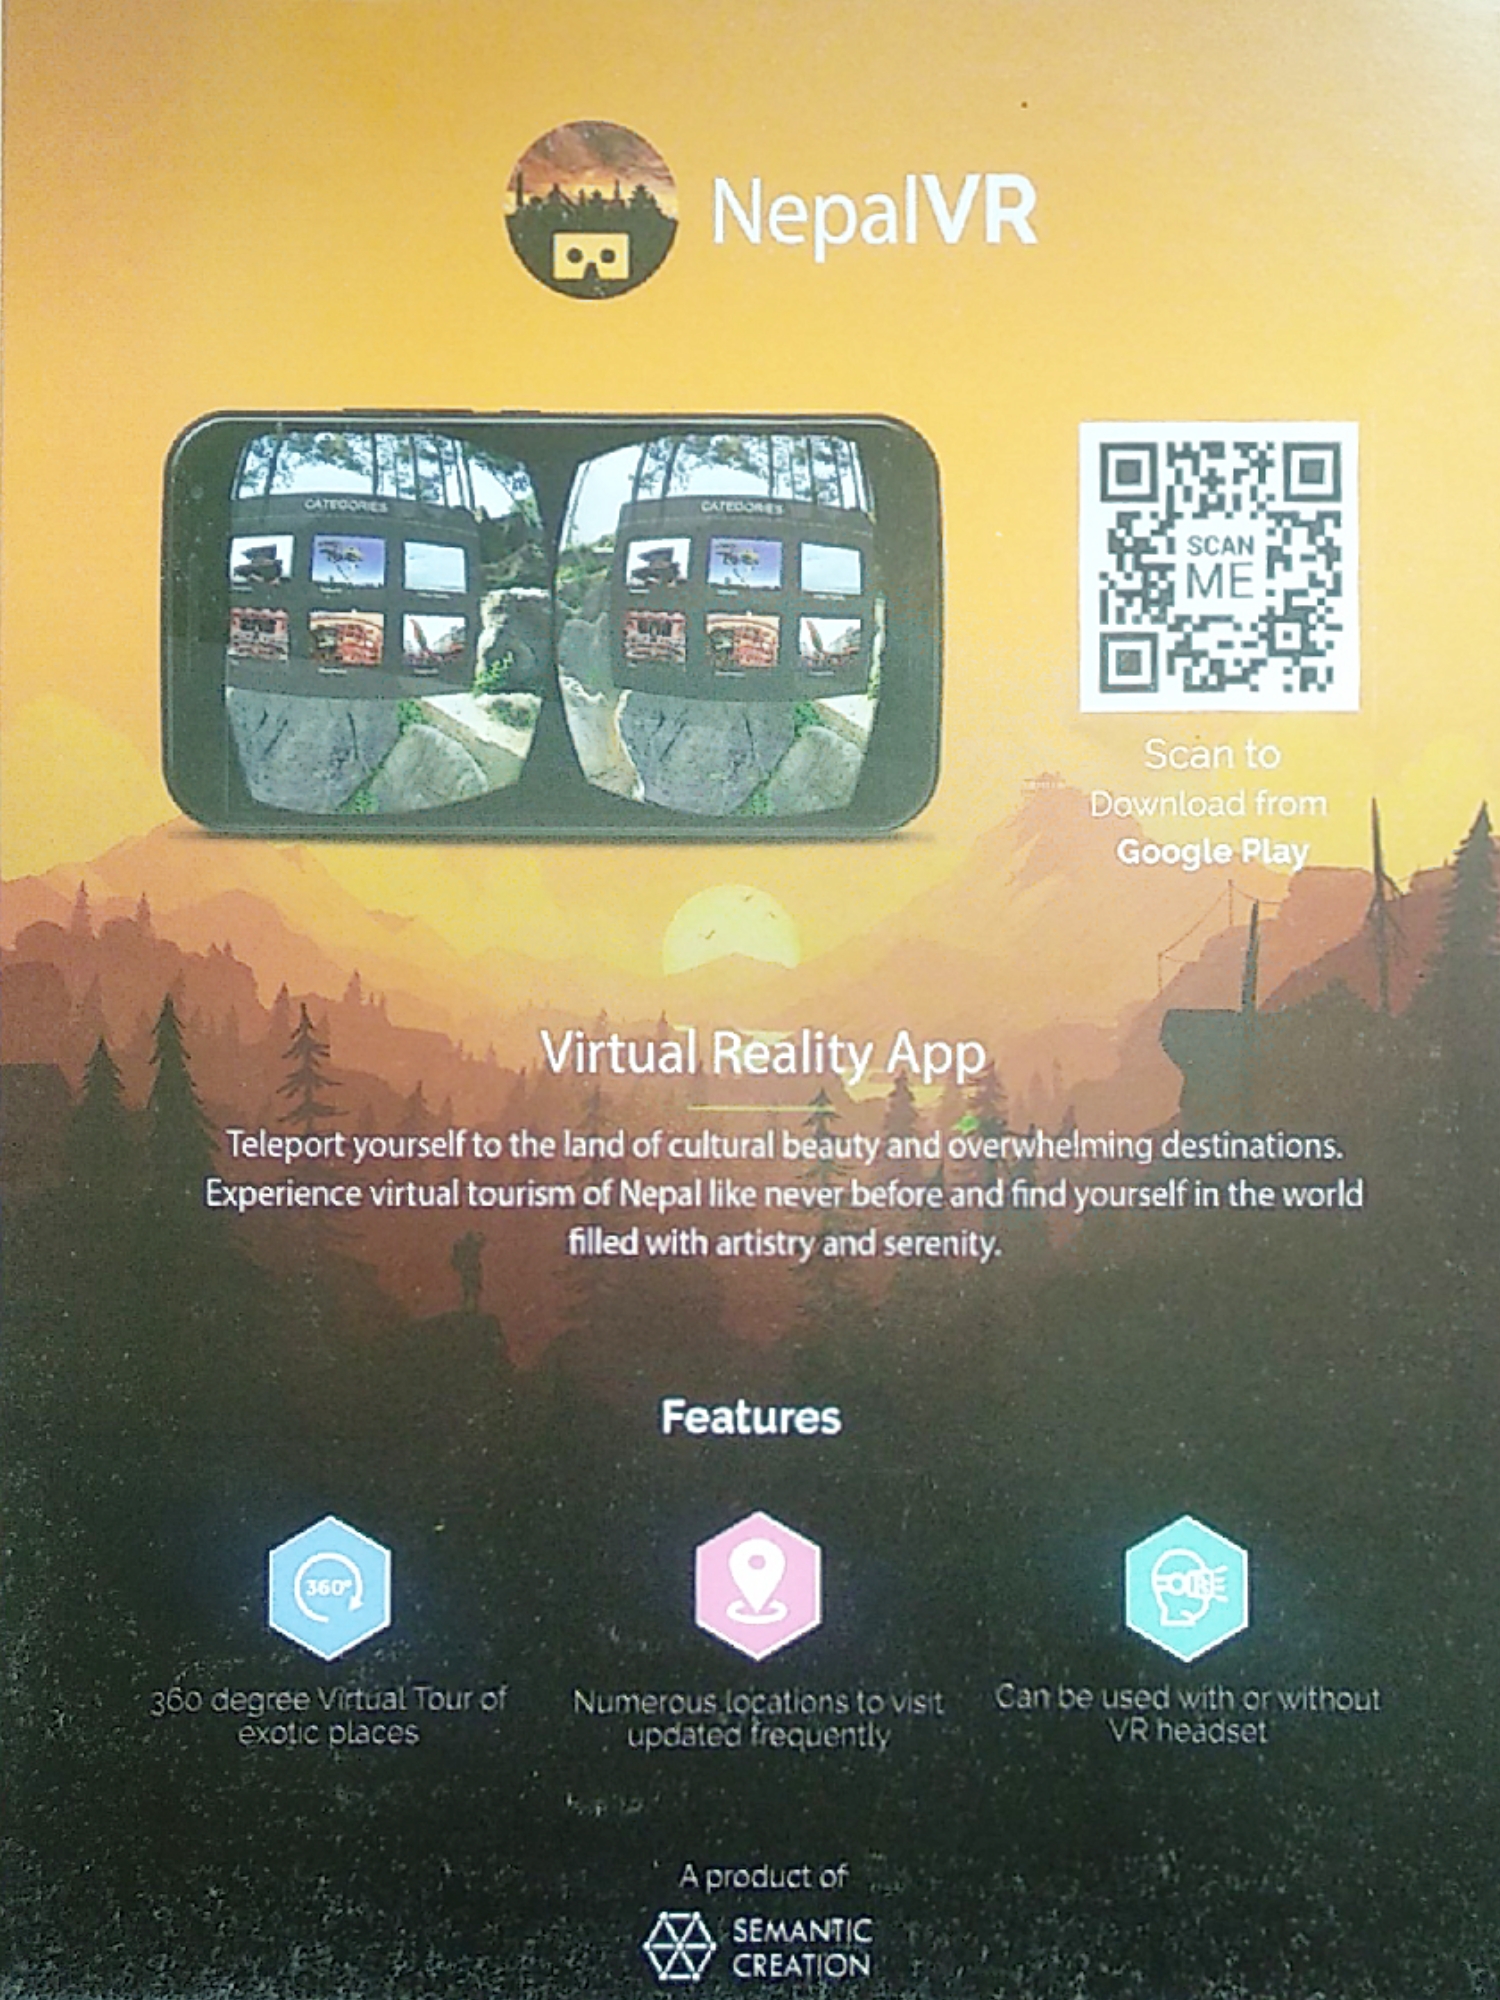 NepalVR
CATEGORIES
CATEGORIES
SCAN
ME
Scan to
Download from
Google Play
Virtual Reality App
Teleport yourself to the land of cultural beauty and overwhelming destinations.
Experience virtual tourism of Nepal like never before and find yourself in the world
filled with artistry and serenity.
Features
360°
360 degree Virtual Tour of
exotic places
Numerous locations to visit
updated frequently
Can be used with or without
VR headset
A product of
SEMANTIC
CREATION